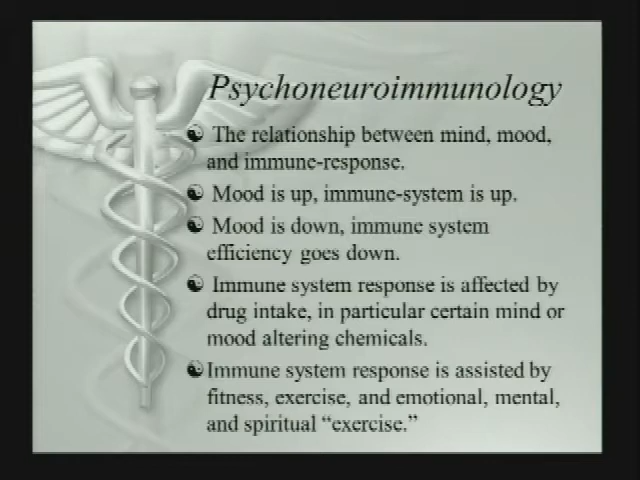 Psychoneuroimmunology
The relationship between mind, mood,
and immune-response.
Mood is up, immune-system is up.
Mood is down, immune system
efficiency goes down.
Immune system response is affected by
drug intake, in particular certain mind or
mood altering chemicals.
Immune system response is assisted by
fitness, exercise, and emotional, mental,
and spiritual “exercise.”